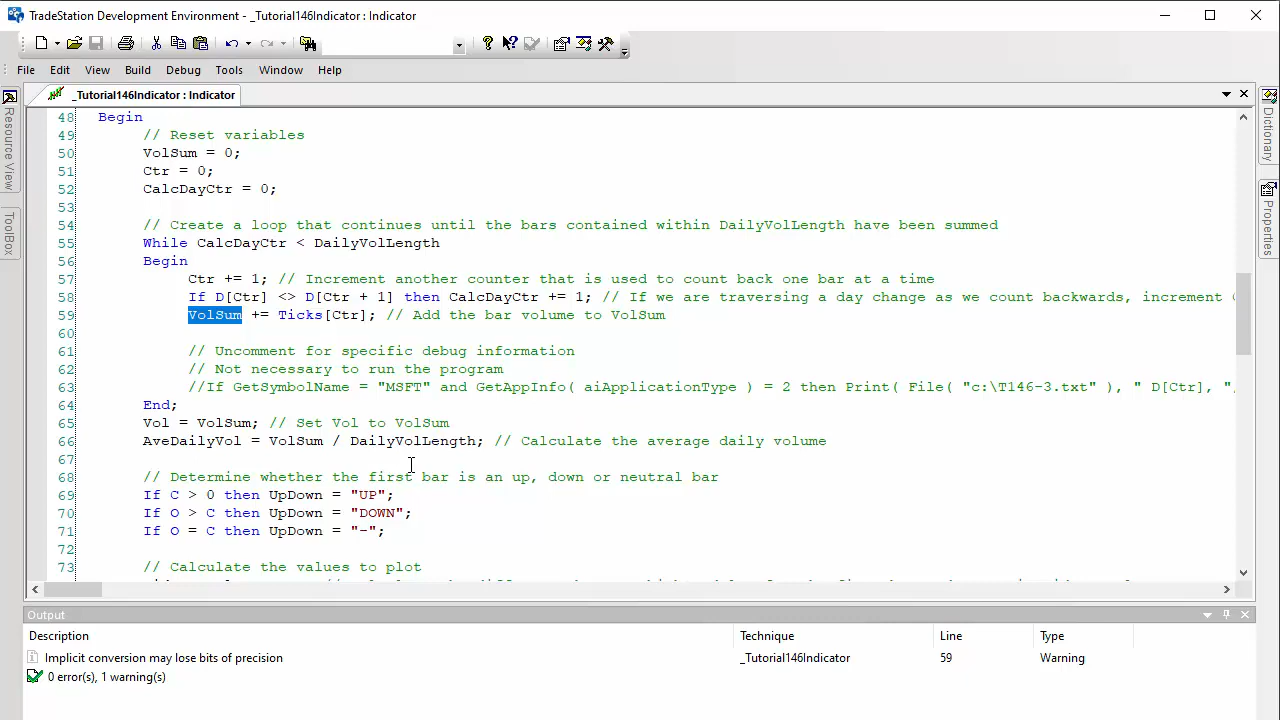 TradeStation Development Environment - _Tutorial146Indicator : Indicator
File Edit View Build Debug Tools Window Help
_Tutorial146Indicator : Indicator
Resource View
ToolBox
Dictionary
Properties
48 Begin
49 // Reset variables
50 VolSum = 0;
51 Ctr = 0;
52 CalcDayCtr = 0;
53
54 // Create a loop that continues until the bars contained within DailyVolLength have been summed
55 While CalcDayCtr < DailyVolLength
56 Begin
57 Ctr += 1; // Increment another counter that is used to count back one bar at a time
58 If D[Ctr] <> D[Ctr + 1] then CalcDayCtr += 1; // If we are traversing a day change as we count backwards, increment
59 VolSum += Ticks[Ctr]; // Add the bar volume to VolSum
60
61 // Uncomment for specific debug information
62 // Not necessary to run the program
63 //If GetSymbolName = "MSFT" and GetAppInfo( aiApplicationType ) = 2 then Print( File( "c:\T146-3.txt" ), " D[Ctr], ",
64 End;
65 Vol = VolSum; // Set Vol to VolSum
66 AveDailyVol = VolSum / DailyVolLength; // Calculate the average daily volume
67
68 // Determine whether the first bar is an up, down or neutral bar
69 If C > O then UpDown = "UP";
70 If O > C then UpDown = "DOWN";
71 If O = C then UpDown = "-";
72
73 // Calculate the values to plot
Output
Description Technique Line Type
Implicit conversion may lose bits of precision _Tutorial146Indicator 59 Warning
0 error(s), 1 warning(s)